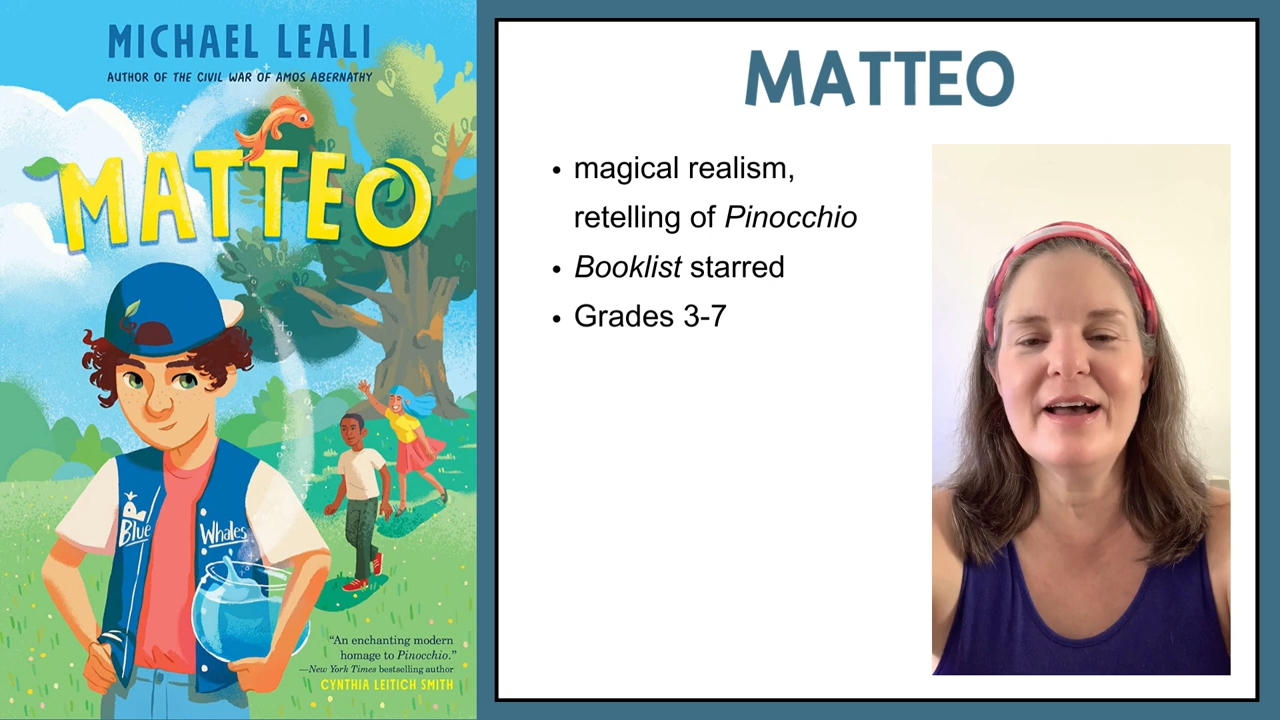 MICHAEL LEALI
AUTHOR OF THE CIVIL WAR OF AMOS ABERNATHY
MATTEO
Blue Whales
"An enchanting modern
homage to Pinocchio."
—New York Times bestselling author
CYNTHIA LEITICH SMITH
MATTEO
• magical realism,
retelling of Pinocchio
• Booklist starred
• Grades 3-7